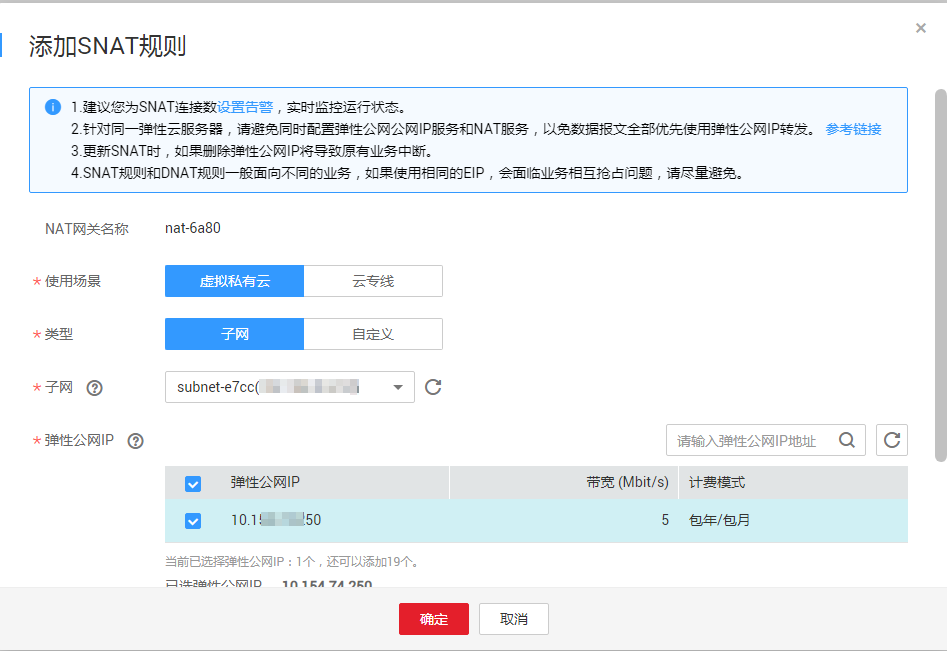 添加SNAT规则
1.建议您为SNAT连接数设置告警，实时监控运行状态。
2.针对同一弹性云服务器，请避免同时配置弹性公网公网IP服务和NAT服务，以免数据报文全部优先使用弹性公网IP转发。 参考链接
3.更新SNAT时，如果删除弹性公网IP将导致原有业务中断。
4.SNAT规则和DNAT规则一般面向不同的业务，如果使用相同的EIP，会面临业务相互抢占问题，请尽量避免。
NAT网关名称 nat-6a80
* 使用场景 虚拟私有云 云专线
* 类型 子网 自定义
* 子网 ? subnet-e7cc(
* 弹性公网IP ? 请输入弹性公网IP地址
弹性公网IP 带宽 (Mbit/s) 计费模式
10.1 50 5 包年/包月
当前已选择弹性公网IP：1个，还可以添加19个。
已选弹性公网IP 10.154.74.250
确定 取消